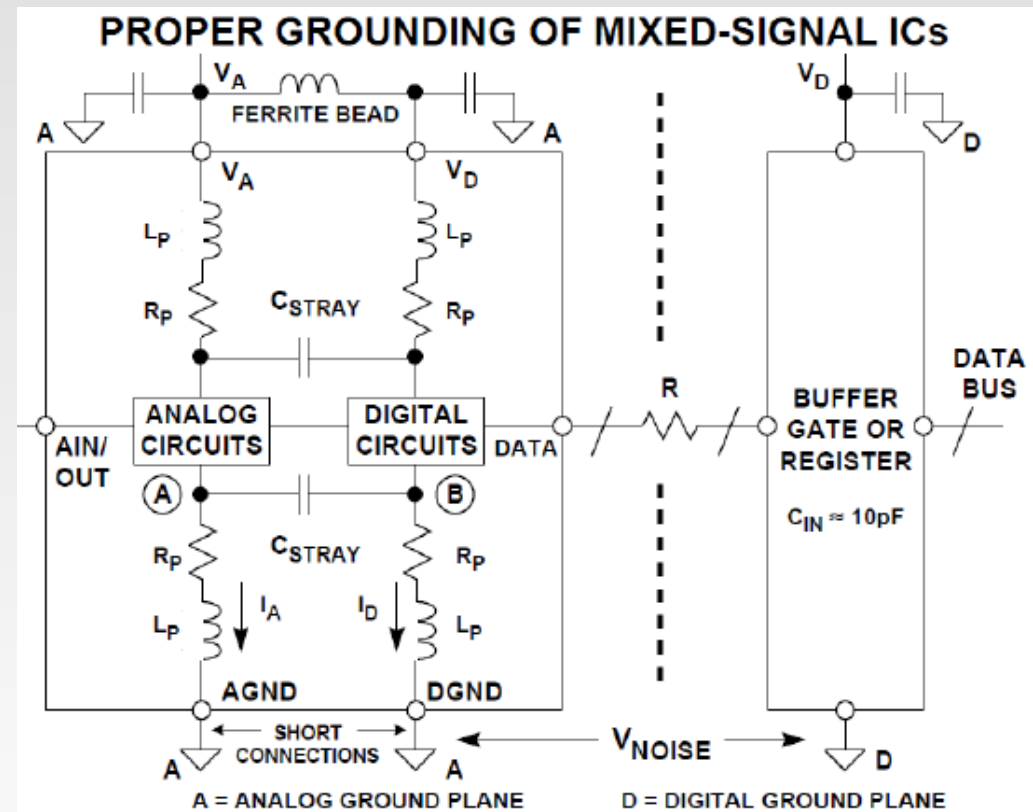 PROPER GROUNDING OF MIXED-SIGNAL ICs
VA
VD
FERRITE BEAD
A
A
D
VA
VD
LP
LP
RP
CSTRAY
RP
ANALOG CIRCUITS
DIGITAL CIRCUITS
R
BUFFER GATE OR REGISTER
DATA BUS
AIN/OUT
DATA
CIN ≈ 10pF
A
B
RP
CSTRAY
RP
IA
ID
LP
LP
AGND
DGND
SHORT CONNECTIONS
VNOISE
A
A
D
A = ANALOG GROUND PLANE
D = DIGITAL GROUND PLANE